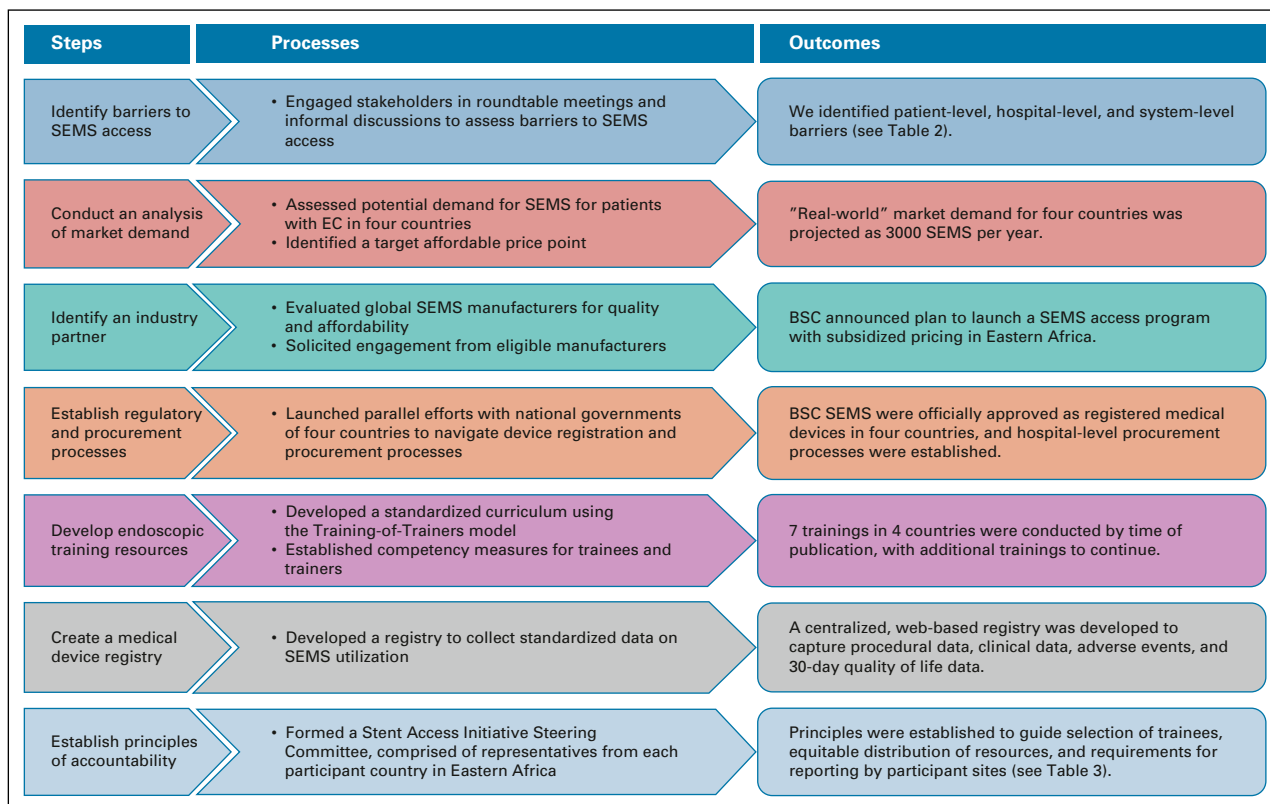 Steps
Processes
Outcomes
Identify barriers to
SEMS access
• Engaged stakeholders in roundtable meetings and
informal discussions to assess barriers to SEMS
access
We identified patient-level, hospital-level, and system-level
barriers (see Table 2).
Conduct an analysis
of market demand
• Assessed potential demand for SEMS for patients
with EC in four countries
• Identified a target affordable price point
"Real-world" market demand for four countries was
projected as 3000 SEMS per year.
Identify an industry
partner
• Evaluated global SEMS manufacturers for quality
and affordability
• Solicited engagement from eligible manufacturers
BSC announced plan to launch a SEMS access program
with subsidized pricing in Eastern Africa.
Establish regulatory
and procurement
processes
• Launched parallel efforts with national governments
of four countries to navigate device registration and
procurement processes
BSC SEMS were officially approved as registered medical
devices in four countries, and hospital-level procurement
processes were established.
Develop endoscopic
training resources
• Developed a standardized curriculum using
the Training-of-Trainers model
• Established competency measures for trainees and
trainers
7 trainings in 4 countries were conducted by time of
publication, with additional trainings to continue.
Create a medical
device registry
• Developed a registry to collect standardized data on
SEMS utilization
A centralized, web-based registry was developed to
capture procedural data, clinical data, adverse events, and
30-day quality of life data.
Establish principles
of accountability
• Formed a Stent Access Initiative Steering
Committee, comprised of representatives from each
participant country in Eastern Africa
Principles were established to guide selection of trainees,
equitable distribution of resources, and requirements for
reporting by participant sites (see Table 3).